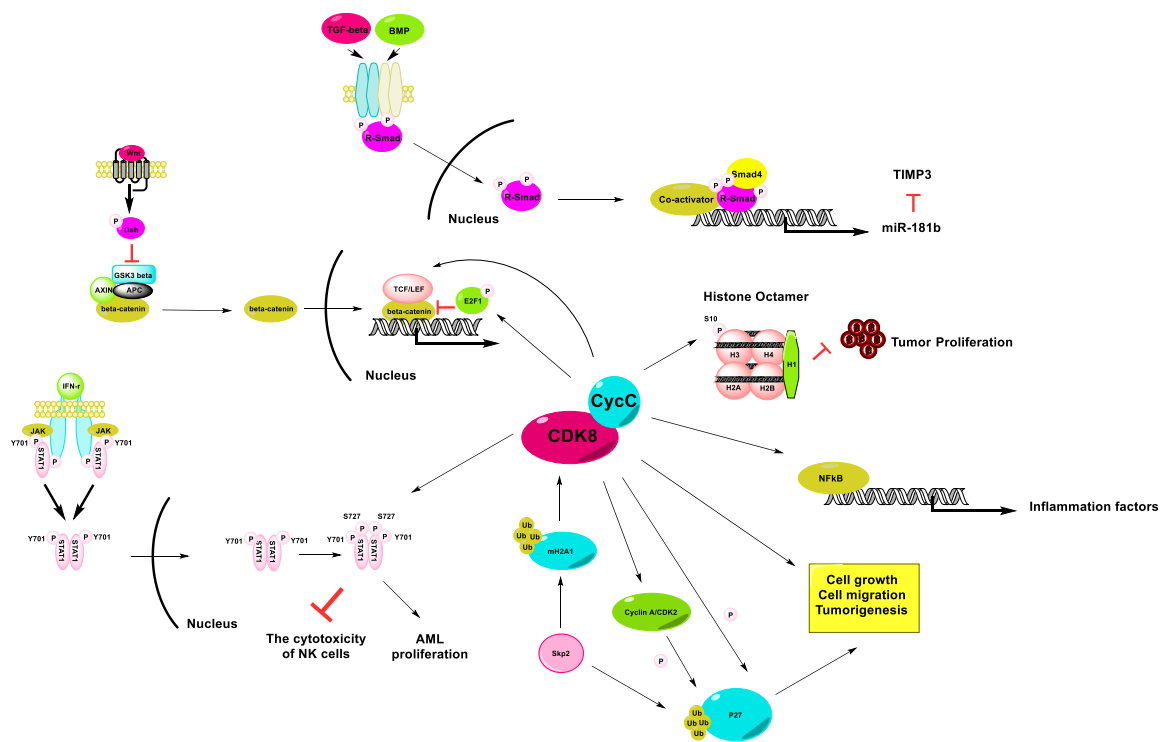 TGF-beta
BMP
P
P
R-Smad
Wnt
P
Dsh
GSK3 beta
AXIN
APC
beta-catenin
beta-catenin
Nucleus
P
P
R-Smad
Co-activator
Smad4
P
P
R-Smad
P
TIMP3
miR-181b
TCF/LEF
beta-catenin
E2F1
P
Nucleus
Histone Octamer
S10
P
H3
H4
H1
H2A
H2B
Tumor Proliferation
CycC
CDK8
NFkB
Inflammation factors
IFN-r
JAK
JAK
Y701
P
P
Y701
STAT1
STAT1
P
P
Y701
P
P
Y701
STAT1
STAT1
Nucleus
Y701
P
P
Y701
STAT1
STAT1
S727
S727
P
P
Y701
P
P
Y701
STAT1
STAT1
The cytotoxicity
of NK cells
AML
proliferation
Ub
Ub
Ub
Ub
mH2A1
Skp2
Cyclin A/CDK2
P
P
Ub
Ub
Ub
Ub
P27
Cell growth
Cell migration
Tumorigenesis